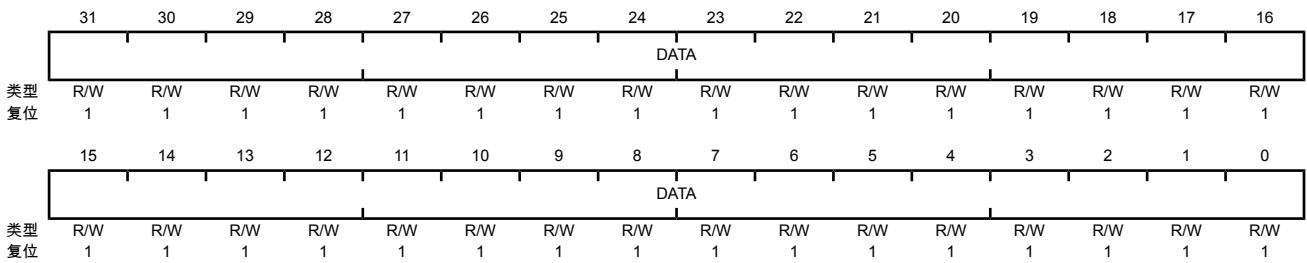 31 30 29 28 27 26 25 24 23 22 21 20 19 18 17 16
DATA
类型 R/W R/W R/W R/W R/W R/W R/W R/W R/W R/W R/W R/W R/W R/W R/W R/W
复位 1 1 1 1 1 1 1 1 1 1 1 1 1 1 1 1
15 14 13 12 11 10 9 8 7 6 5 4 3 2 1 0
DATA
类型 R/W R/W R/W R/W R/W R/W R/W R/W R/W R/W R/W R/W R/W R/W R/W R/W
复位 1 1 1 1 1 1 1 1 1 1 1 1 1 1 1 1